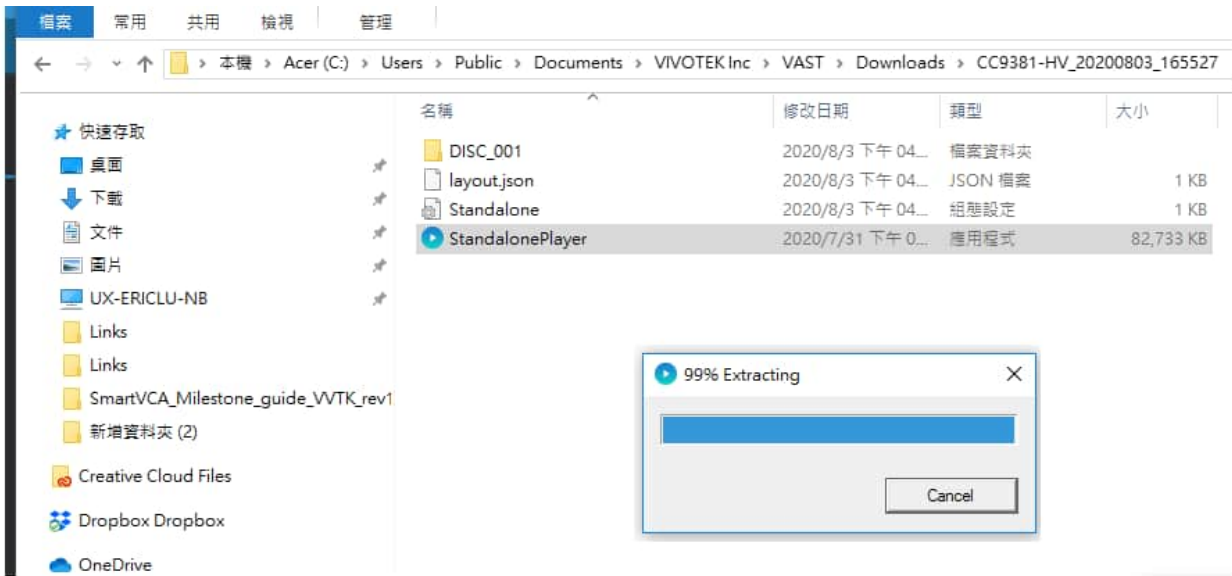 檔案 常用 共用 檢視 管理
本機 > Acer (C:) > Users > Public > Documents > VIVOTEK Inc > VAST > Downloads > CC9381-HV_20200803_165527
名稱 修改日期 類型 大小
快速存取
桌面
下載
文件
圖片
UX-ERICLU-NB
Links
Links
SmartVCA_Milestone_guide_VVTK_rev1
新增資料夾 (2)
Creative Cloud Files
Dropbox Dropbox
OneDrive
DISC_001 2020/8/3 下午 04... 檔案資料夾
layout.json 2020/8/3 下午 04... JSON 檔案 1 KB
Standalone 2020/8/3 下午 04... 組態設定 1 KB
StandalonePlayer 2020/7/31 下午 0... 應用程式 82,733 KB
99% Extracting
Cancel